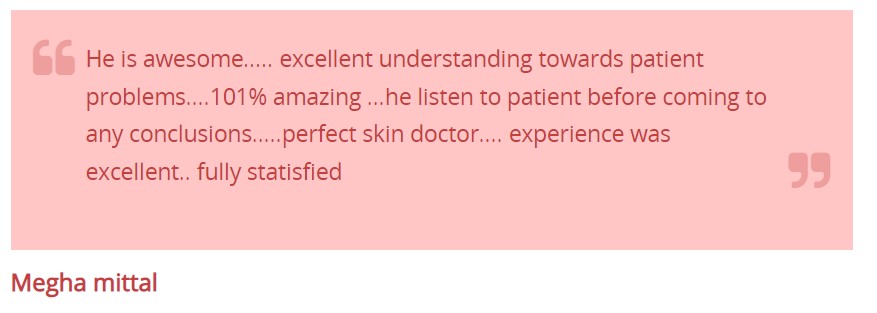 He is awesome..... excellent understanding towards patient
problems....101% amazing ...he listen to patient before coming to
any conclusions.....perfect skin doctor.... experience was
excellent.. fully statisfied
Megha mittal